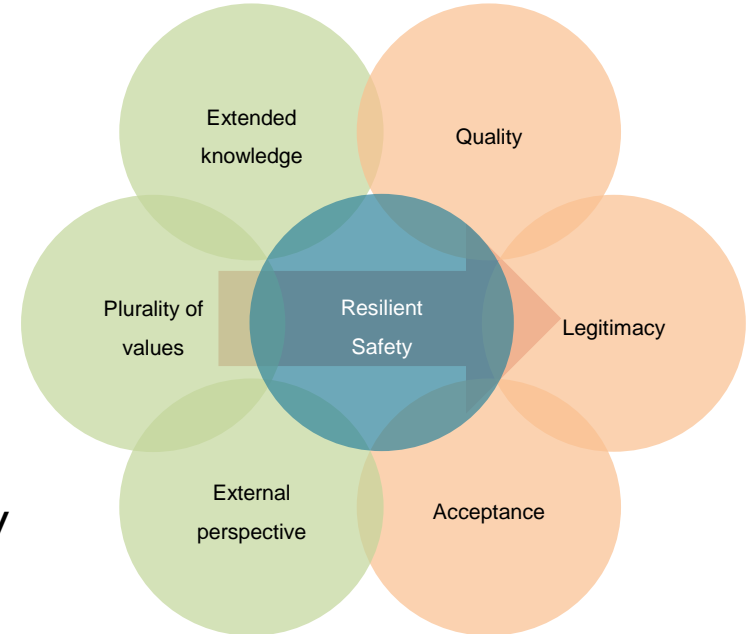 Extended
knowledge
Quality
Plurality of
values
Resilient
Safety
Legitimacy
External
perspective
Acceptance
y